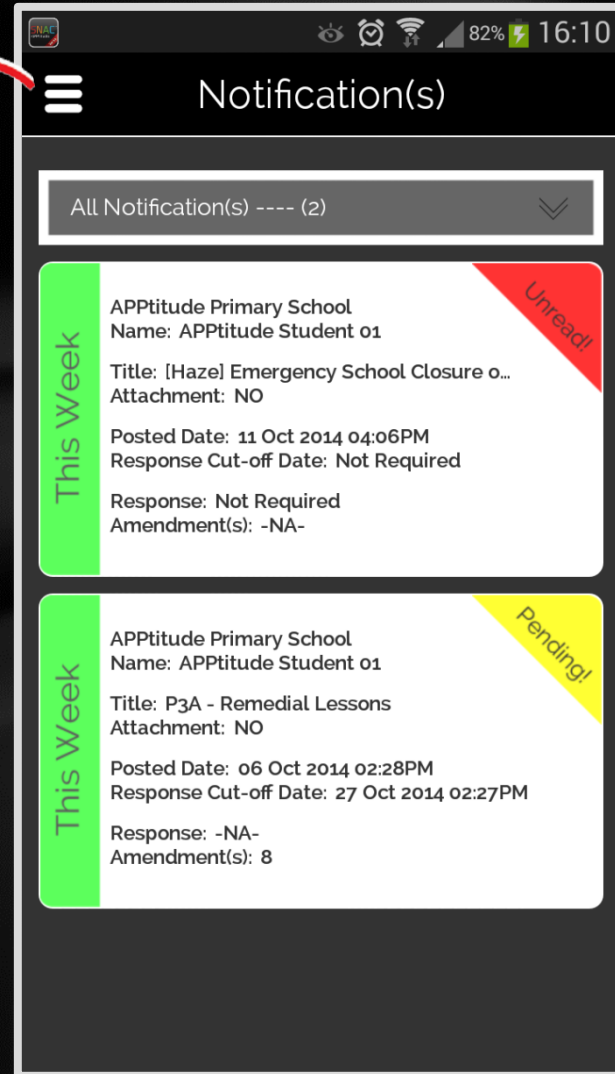 SNAC
82% 16:10
Notification(s)
All Notification(s) ---- (2)
This Week
Unread!
APPtitude Primary School
Name: APPtitude Student 01
Title: [Haze] Emergency School Closure o...
Attachment: NO
Posted Date: 11 Oct 2014 04:06PM
Response Cut-off Date: Not Required
Response: Not Required
Amendment(s): -NA-
This Week
Pending!
APPtitude Primary School
Name: APPtitude Student 01
Title: P3A - Remedial Lessons
Attachment: NO
Posted Date: 06 Oct 2014 02:28PM
Response Cut-off Date: 27 Oct 2014 02:27PM
Response: -NA-
Amendment(s): 8